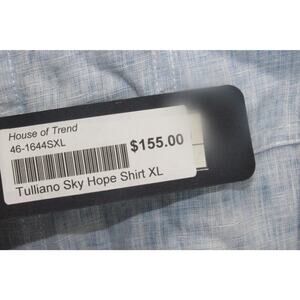 House of Trend
46-1644SXL
$155.00
Tulliano Sky Hope Shirt XL